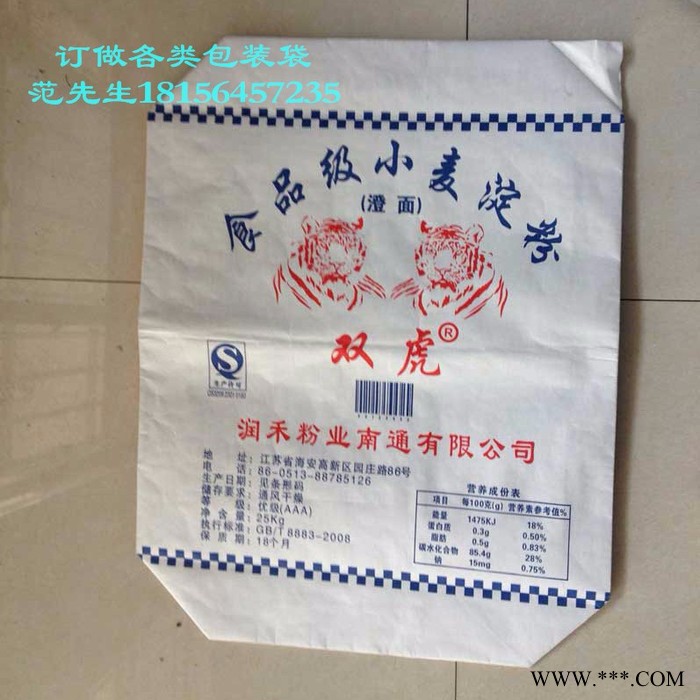 订做各类包装袋
范先生18156457235
食品级小麦淀粉
(澄面)
双虎®
生产许可
润禾粉业南通有限公司
地址：江苏省海安高新区园庄路86号
电话：86-0513-88785126
生产日期：见条形码
储存要求：通风干燥
等级：优级(AAA)
净含量：25Kg
执行标准：GB/T 8883-2008
保质期：18个月
营养成份表
项目 每100克(g) 营养素参考值%
能量 1475KJ 18%
蛋白质 0.3g 0.50%
脂肪 0.5g 0.83%
碳水化合物 85.4g 28%
钠 15mg 0.75%
WWW.***.COM